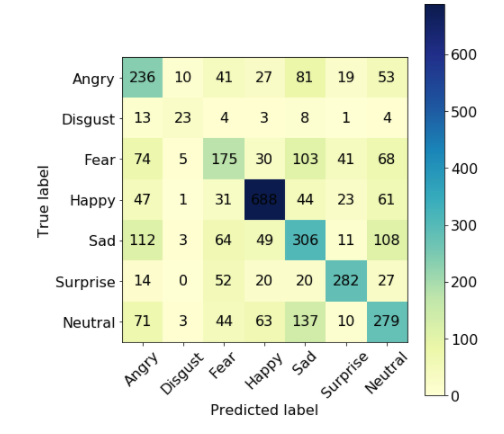 Angry 236 10 41 27 81 19 53
Disgust 13 23 4 3 8 1 4
Fear 74 5 175 30 103 41 68
Happy 47 1 31 688 44 23 61
Sad 112 3 64 49 306 11 108
Surprise 14 0 52 20 20 282 27
Neutral 71 3 44 63 137 10 279
True label
Angry Disgust Fear Happy Sad Surprise Neutral
Predicted label
600
500
400
300
200
100
0